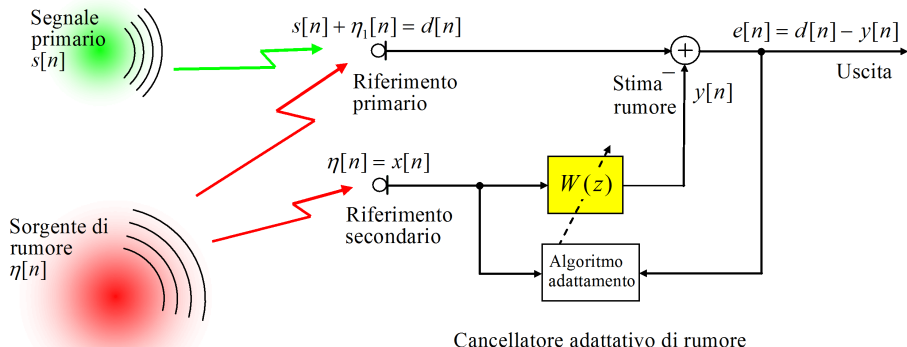 Segnale
primario
s[n]
s[n] + η₁[n] = d[n]
e[n] = d[n] − y[n]
Uscita
Riferimento
primario
Stima
rumore
−
+
y[n]
η[n] = x[n]
W(z)
Riferimento
secondario
Sorgente di
rumore
η[n]
Algoritmo
adattamento
Cancellatore adattativo di rumore